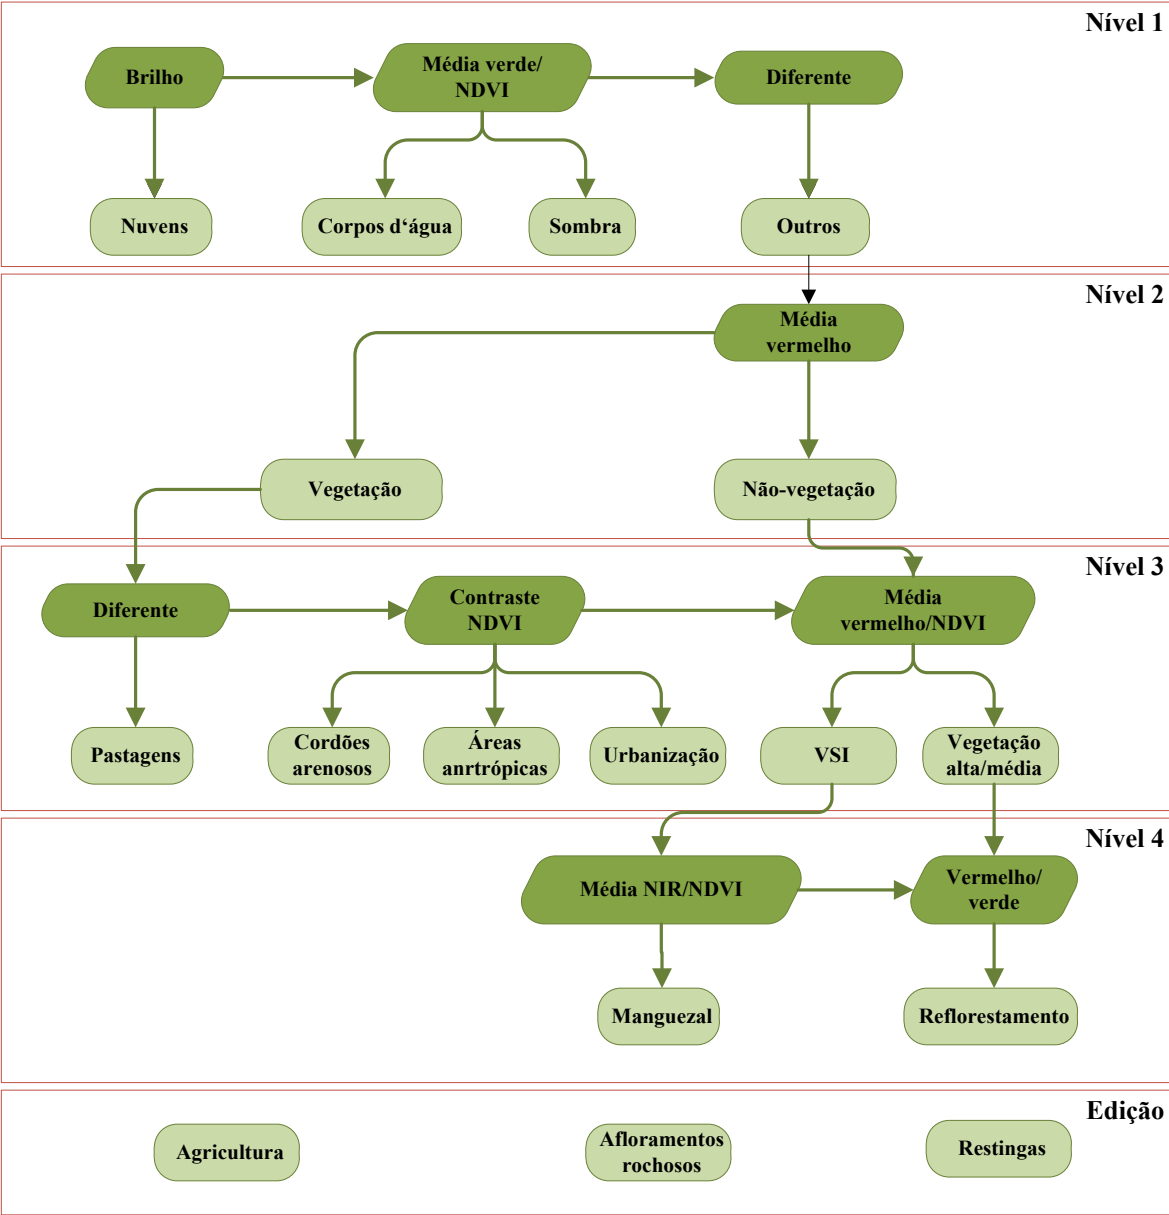 Nível 1
Brilho
Média verde/
NDVI
Diferente
Nuvens
Corpos d‘água
Sombra
Outros
Nível 2
Média
vermelho
Vegetação
Não-vegetação
Nível 3
Diferente
Contraste
NDVI
Média
vermelho/NDVI
Pastagens
Cordões
arenosos
Áreas
anrtrópicas
Urbanização
VSI
Vegetação
alta/média
Nível 4
Média NIR/NDVI
Vermelho/
verde
Manguezal
Reflorestamento
Edição
Agricultura
Afloramentos
rochosos
Restingas